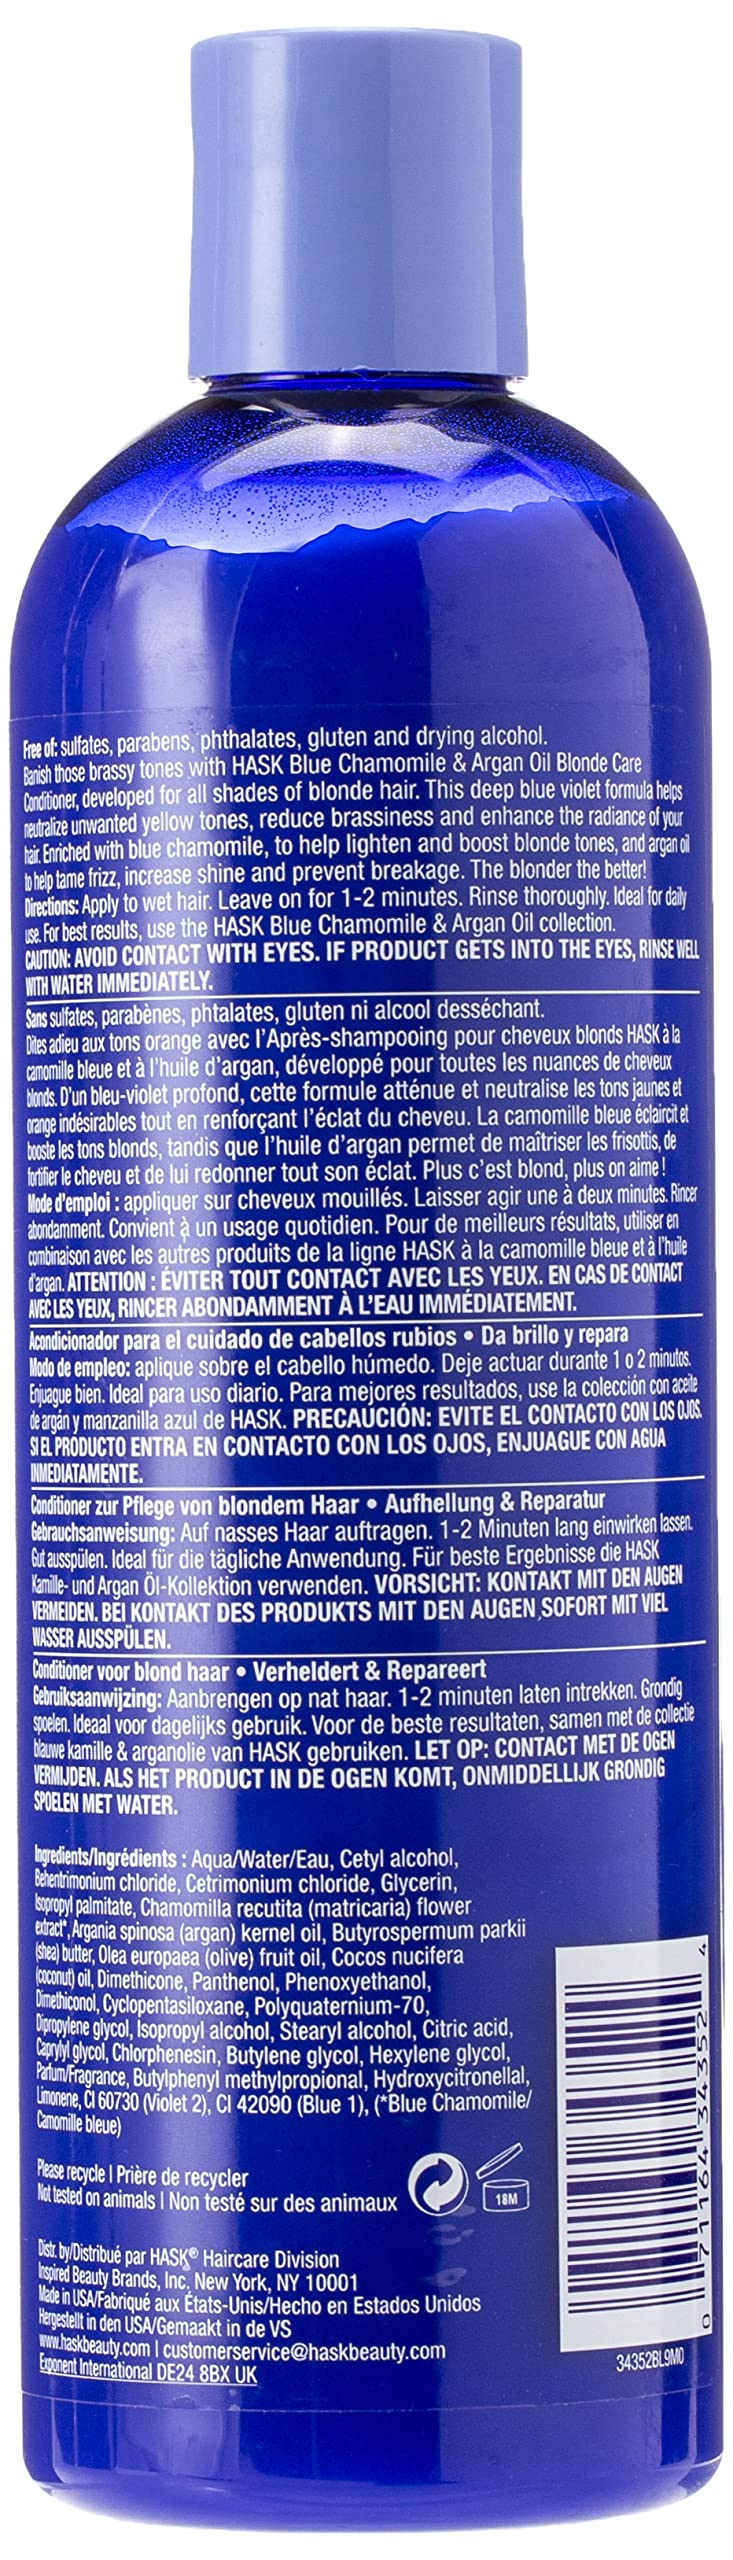 Free of: sulfates, parabens, phthalates, gluten and drying alcohol.
Banish those brassy tones with HASK Blue Chamomile & Argan Oil Blonde Care
Conditioner, developed for all shades of blonde hair. This deep blue violet formula helps
neutralize unwanted yellow tones, reduce brassiness and enhance the radiance of your
hair. Enriched with blue chamomile, to help lighten and boost blonde tones, and argan oil
to help tame frizz, increase shine and prevent breakage. The blonder the better!
Directions: Apply to wet hair. Leave on for 1-2 minutes. Rinse thoroughly. Ideal for daily
use. For best results, use the HASK Blue Chamomile & Argan Oil collection.
CAUTION: AVOID CONTACT WITH EYES. IF PRODUCT GETS INTO THE EYES, RINSE WELL
WITH WATER IMMEDIATELY.
Sans sulfates, parabènes, phtalates, gluten ni alcool desséchant.
Dites adieu aux tons orange avec l'Après-shampooing pour cheveux blonds HASK à la
camomille bleue et à l'huile d'argan, développé pour toutes les nuances de cheveux
blonds. D'un bleu-violet profond, cette formule atténue et neutralise les tons jaunes et
orange indésirables tout en renforçant l'éclat du cheveu. La camomille bleue éclaircit et
booste les tons blonds, tandis que l'huile d'argan permet de maîtriser les frisottis, de
fortifier le cheveu et de lui redonner tout son éclat. Plus c'est blond, plus on aime !
Mode d'emploi : appliquer sur cheveux mouillés. Laisser agir une à deux minutes. Rincer
abondamment. Convient à un usage quotidien. Pour de meilleurs résultats, utiliser en
combinaison avec les autres produits de la ligne HASK à la camomille bleue et à l'huile
d'argan. ATTENTION : ÉVITER TOUT CONTACT AVEC LES YEUX. EN CAS DE CONTACT
AVEC LES YEUX, RINCER ABONDAMMENT À L'EAU IMMÉDIATEMENT.
Acondicionador para el cuidado de cabellos rubios • Da brillo y repara
Modo de empleo: aplique sobre el cabello húmedo. Deje actuar durante 1 o 2 minutos.
Enjuague bien. Ideal para uso diario. Para mejores resultados, use la colección con aceite
de argán y manzanilla azul de HASK. PRECAUCIÓN: EVITE EL CONTACTO CON LOS OJOS.
SI EL PRODUCTO ENTRA EN CONTACTO CON LOS OJOS, ENJUAGUE CON AGUA
INMEDIATAMENTE.
Conditioner zur Pflege von blondem Haar • Aufhellung & Reparatur
Gebrauchsanweisung: Auf nasses Haar auftragen. 1-2 Minuten lang einwirken lassen.
Gut ausspülen. Ideal für die tägliche Anwendung. Für beste Ergebnisse die HASK
Kamille- und Argan Öl-Kollektion verwenden. VORSICHT: KONTAKT MIT DEN AUGEN
VERMEIDEN. BEI KONTAKT DES PRODUKTS MIT DEN AUGEN SOFORT MIT VIEL
WASSER AUSSPÜLEN.
Conditioner voor blond haar • Verheldert & Repareert
Gebruiksaanwijzing: Aanbrengen op nat haar. 1-2 minuten laten intrekken. Grondig
spoelen. Ideaal voor dagelijks gebruik. Voor de beste resultaten, samen met de collectie
blauwe kamille & arganolie van HASK gebruiken. LET OP: CONTACT MET DE OGEN
VERMIJDEN. ALS HET PRODUCT IN DE OGEN KOMT, ONMIDDELLIJK GRONDIG
SPOELEN MET WATER.
Ingredients/Ingrédients : Aqua/Water/Eau, Cetyl alcohol,
Behentrimonium chloride, Cetrimonium chloride, Glycerin,
Isopropyl palmitate, Chamomilla recutita (matricaria) flower
extract*, Argania spinosa (argan) kernel oil, Butyrospermum parkii
(shea) butter, Olea europaea (olive) fruit oil, Cocos nucifera
(coconut) oil, Dimethicone, Panthenol, Phenoxyethanol,
Dimethiconol, Cyclopentasiloxane, Polyquaternium-70,
Dipropylene glycol, Isopropyl alcohol, Stearyl alcohol, Citric acid,
Caprylyl glycol, Chlorphenesin, Butylene glycol, Hexylene glycol,
Parfum/Fragrance, Butylphenyl methylpropional, Hydroxycitronellal,
Limonene, CI 60730 (Violet 2), CI 42090 (Blue 1), (*Blue Chamomile/
Camomille bleue)
Please recycle | Prière de recycler
Not tested on animals | Non testé sur des animaux
18M
Distr. by/Distribué par HASK® Haircare Division
Inspired Beauty Brands, Inc. New York, NY 10001
Made in USA/Fabriqué aux États-Unis/Hecho en Estados Unidos
Hergestellt in den USA/Gemaakt in de VS
www.haskbeauty.com | customerservice@haskbeauty.com
Exponent International DE24 8BX UK
0 71164 34352 4
34352BL9M0